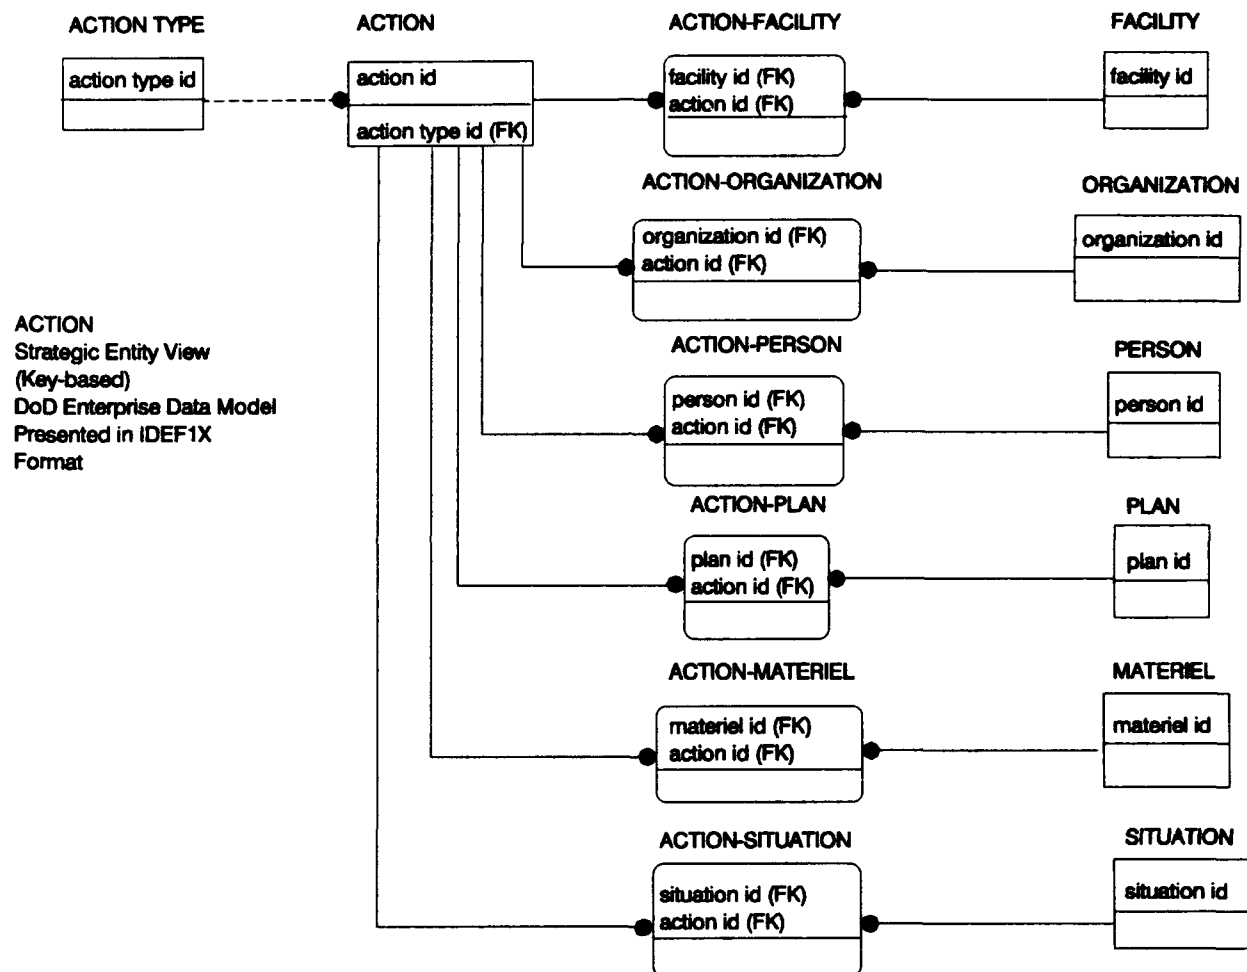 ACTION TYPE
action type id
ACTION
action id
action type id (FK)
ACTION-FACILITY
facility id (FK)
action id (FK)
FACILITY
facility id
ACTION-ORGANIZATION
organization id (FK)
action id (FK)
ORGANIZATION
organization id
ACTION
Strategic Entity View
(Key-based)
DoD Enterprise Data Model
Presented in IDEF1X
Format
ACTION-PERSON
person id (FK)
action id (FK)
PERSON
person id
ACTION-PLAN
plan id (FK)
action id (FK)
PLAN
plan id
ACTION-MATERIEL
materiel id (FK)
action id (FK)
MATERIEL
materiel id
ACTION-SITUATION
situation id (FK)
action id (FK)
SITUATION
situation id